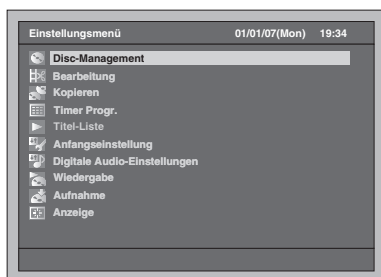 Einstellungsmenü 01/01/07(Mon) 19:34
Disc-Management
Bearbeitung
Kopieren
Timer Progr.
Titel-Liste
Anfangseinstellung
Digitale Audio-Einstellungen
Wiedergabe
Aufnahme
Anzeige